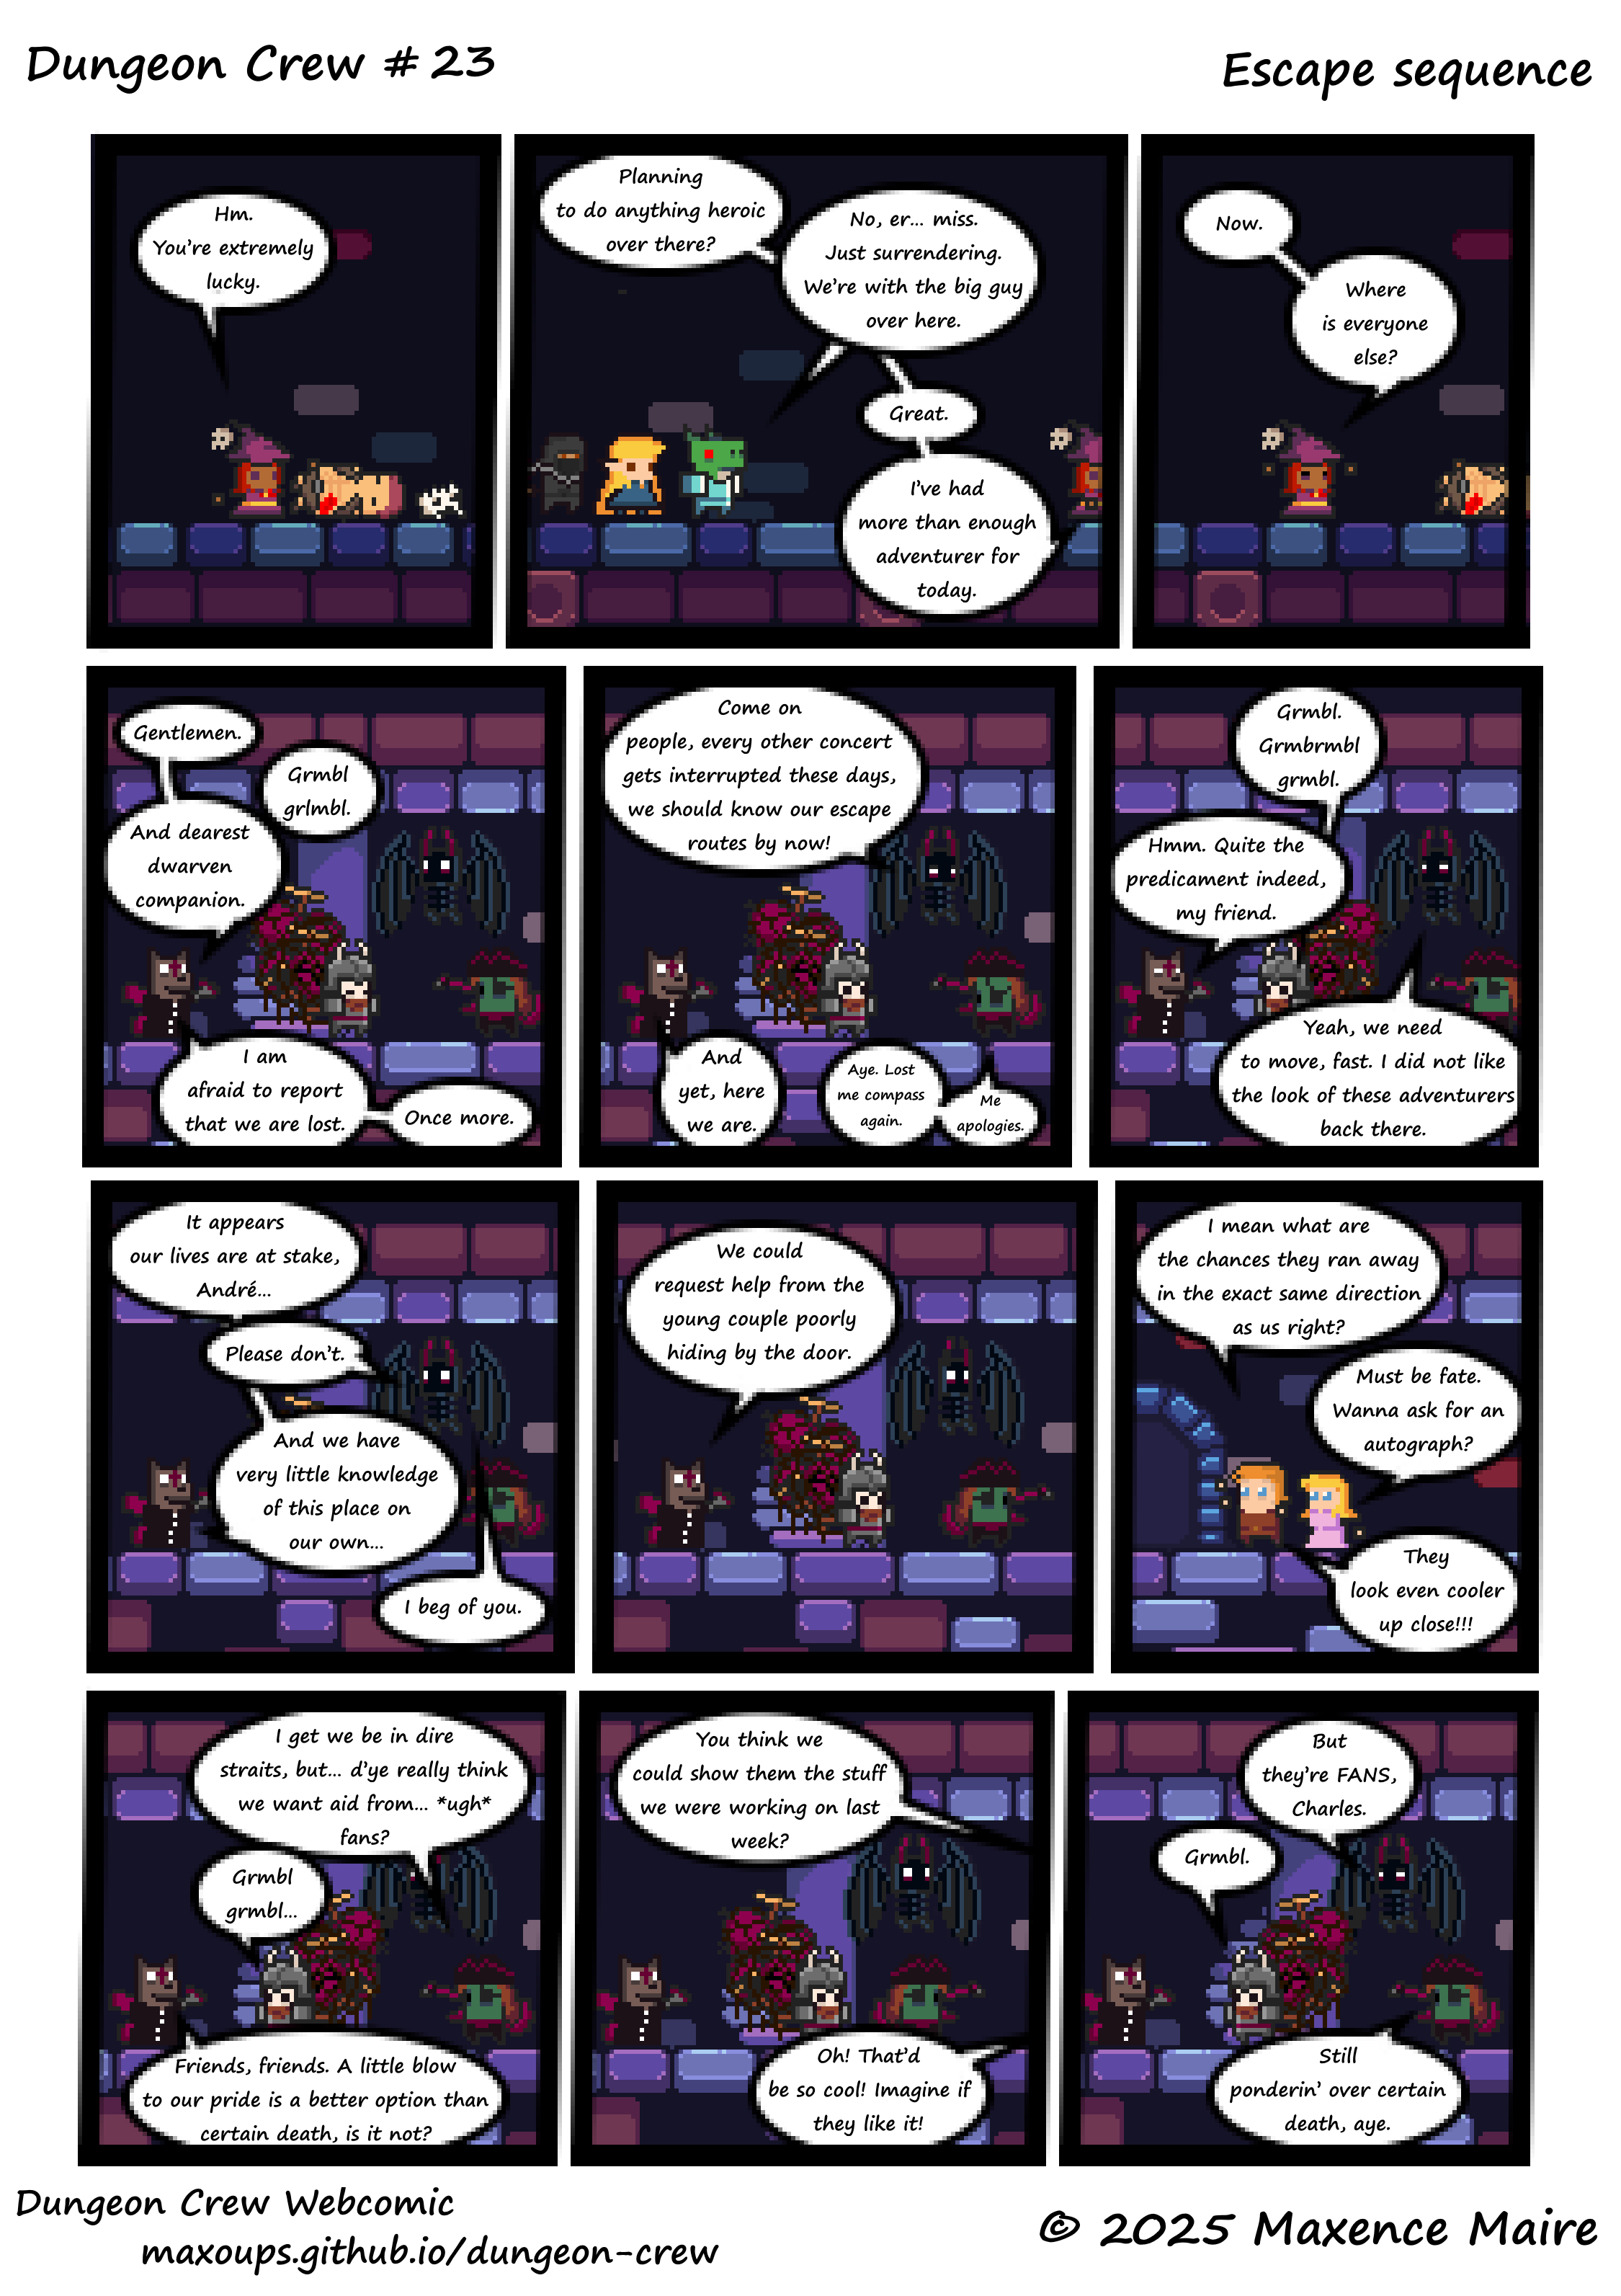 Dungeon Crew #23
Escape sequence
Hm.
You're extremely
lucky.
Planning
to do anything heroic
over there?
No, er... miss.
Just surrendering.
We're with the big guy
over here.
Great.
I've had
more than enough
adventurer for
today.
Now.
Where
is everyone
else?
Gentlemen.
And dearest
dwarven
companion.
Grmbl
grlmbl.
I am
afraid to report
that we are lost.
Once more.
Come on
people, every other concert
gets interrupted these days,
we should know our escape
routes by now!
And
yet, here
we are.
Aye. Lost
me compass
again.
Me
apologies.
Grmbl.
Grmbrmbl
grmbl.
Hmm. Quite the
predicament indeed,
my friend.
Yeah, we need
to move, fast. I did not like
the look of these adventurers
back there.
It appears
our lives are at stake,
André...
Please don't.
And we have
very little knowledge
of this place on
our own...
I beg of you.
We could
request help from the
young couple poorly
hiding by the door.
I mean what are
the chances they ran away
in the exact same direction
as us right?
Must be fate.
Wanna ask for an
autograph?
They
look even cooler
up close!!!
I get we be in dire
straits, but... d'ye really think
we want aid from... *ugh*
fans?
Grmbl
grmbl...
Friends, friends. A little blow
to our pride is a better option than
certain death, is it not?
You think we
could show them the stuff
we were working on last
week?
Oh! That'd
be so cool! Imagine if
they like it!
But
they're FANS,
Charles.
Grmbl.
Still
ponderin' over certain
death, aye.
Dungeon Crew Webcomic
maxoups.github.io/dungeon-crew
© 2025 Maxence Maire